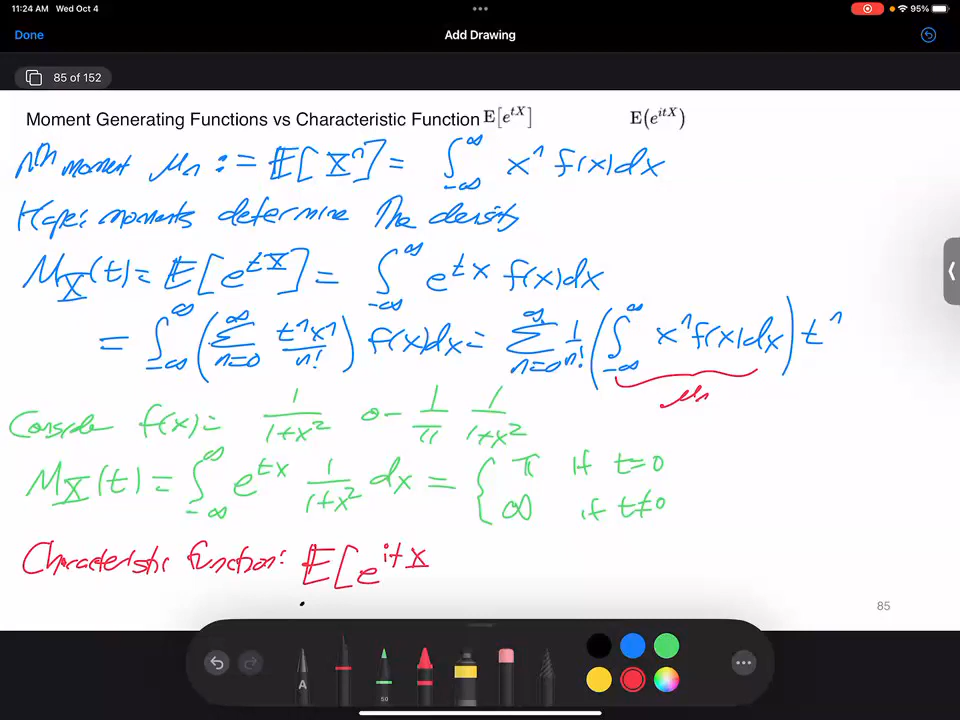 11:24 AM Wed Oct 4
95%
Done
Add Drawing
85 of 152
Moment Generating Functions vs Characteristic Function E[e^{tX}] E(e^{itX})
nth moment μ_n := E[X^n] = ∫_{-∞}^{∞} x^n f(x)dx
Hope: moments determine the density
M_X(t) = E[e^{tX}] = ∫_{-∞}^{∞} e^{tx} f(x)dx
= ∫_{-∞}^{∞} (∑_{n=0}^{∞} t^n x^n / n!) f(x)dx = ∑_{n=0}^{∞} 1/n! (∫_{-∞}^{∞} x^n f(x)dx) t^n
μ_n
Consider f(x) = 1/(1+x^2) or 1/π 1/(1+x^2)
M_X(t) = ∫_{-∞}^{∞} e^{tx} 1/(1+x^2) dx = { π if t=0
∞ if t≠0
Characteristic function: E[e^{itX}
85
A
50